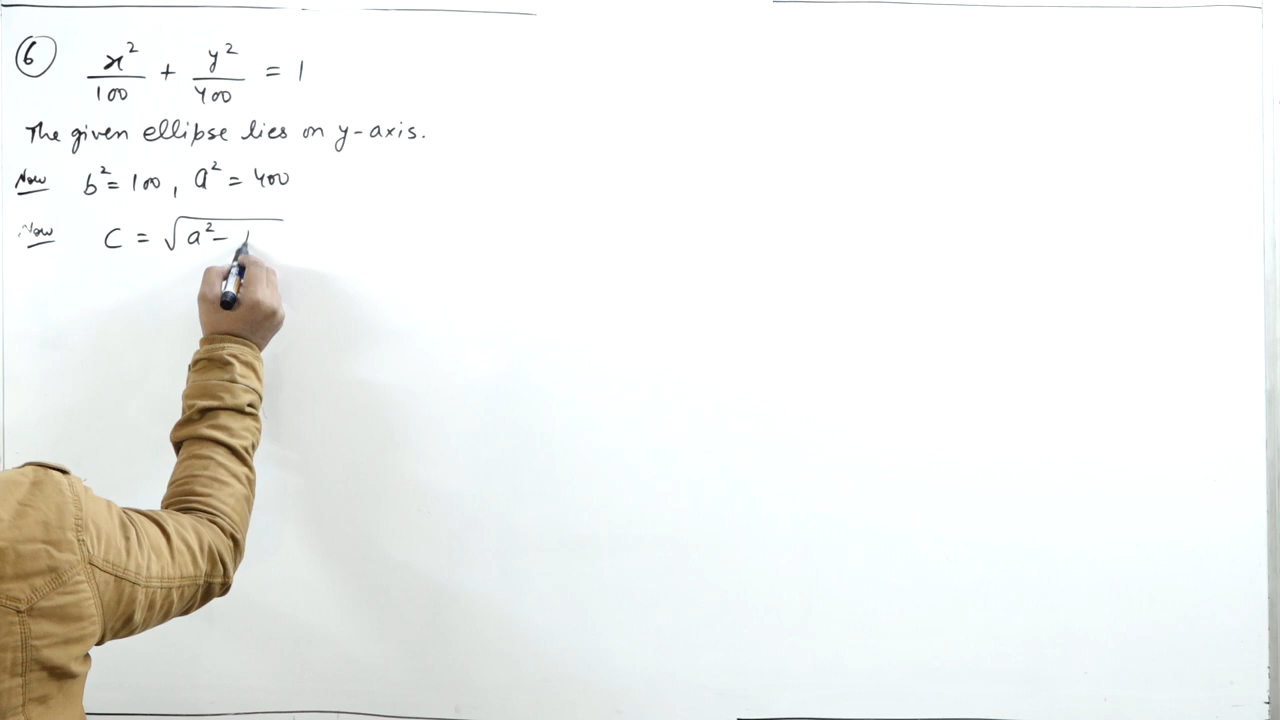 6 x²/100 + y²/400 = 1
The given ellipse lies on y-axis.
Now b² = 100, a² = 400
Now C = √a² -